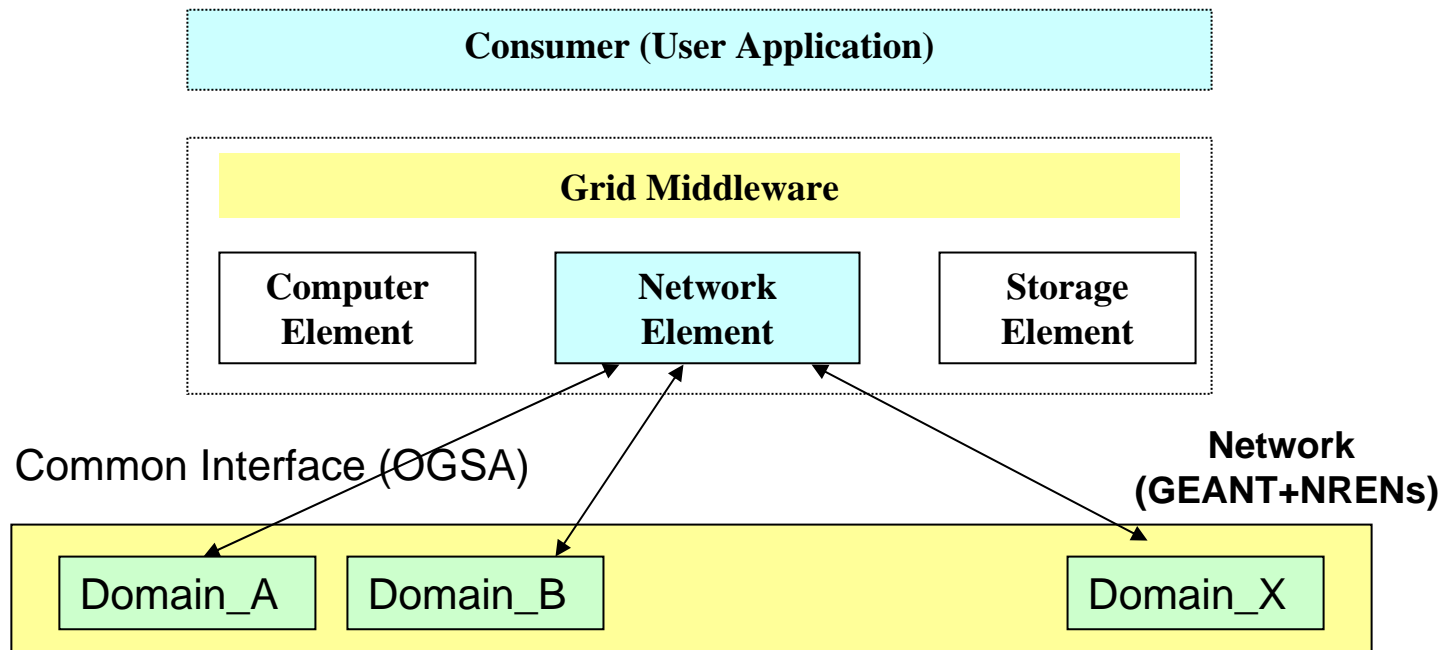 Consumer (User Application)
Grid Middleware
Computer
Element
Network
Element
Storage
Element
Common Interface (OGSA)
Network
(GEANT+NRENs)
Domain_A
Domain_B
Domain_X